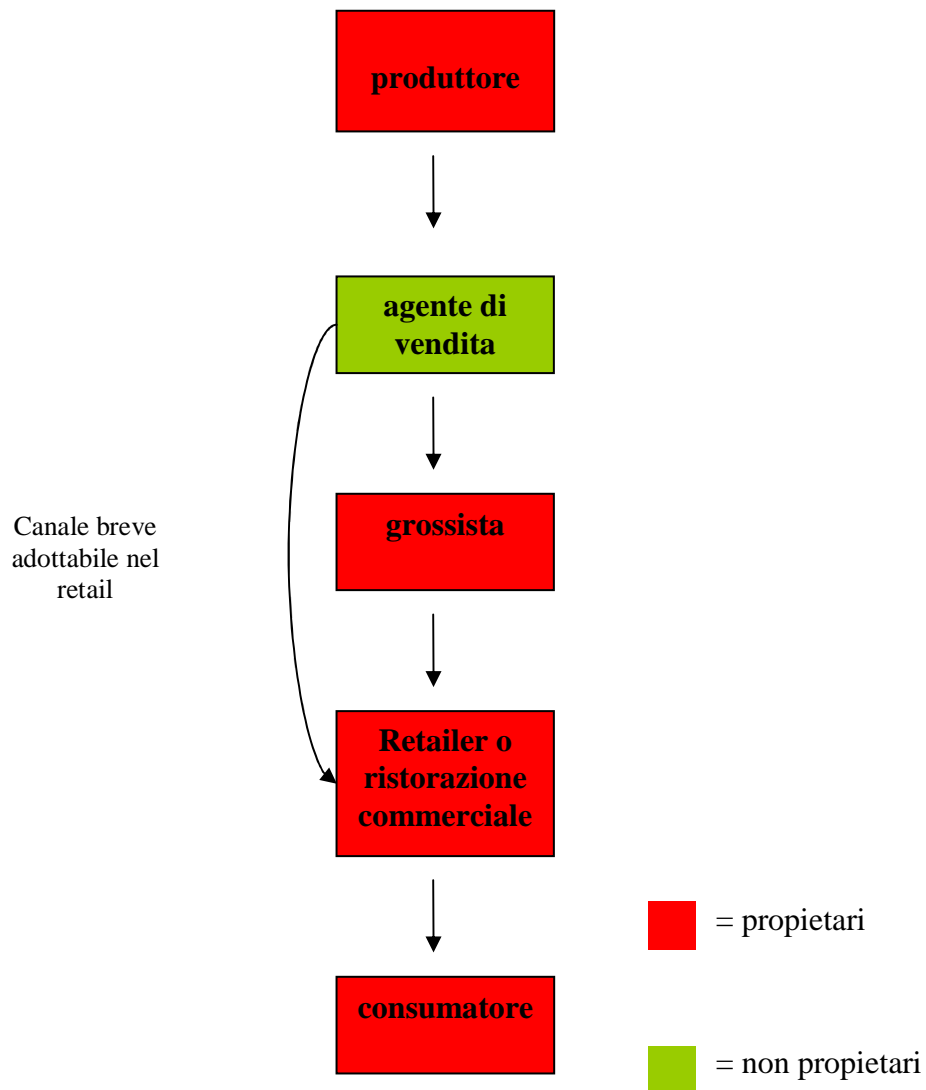 produttore
agente di
vendita
grossista
Canale breve
adottabile nel
retail
Retailer o
ristorazione
commerciale
= propietari
consumatore
= non propietari